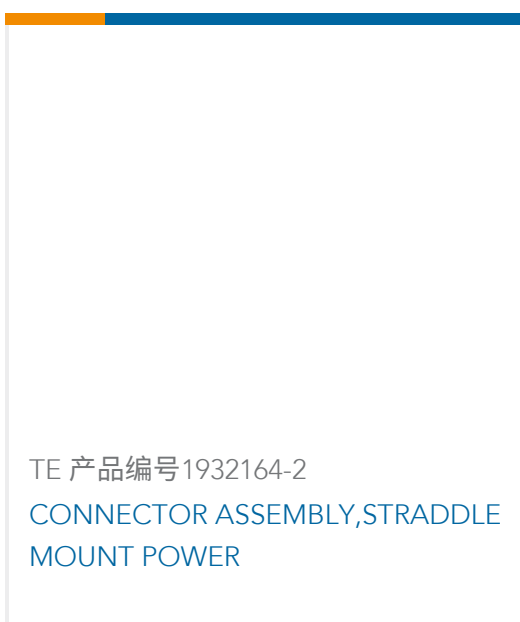 TE 产品编号1932164-2
CONNECTOR ASSEMBLY,STRADDLE
MOUNT POWER